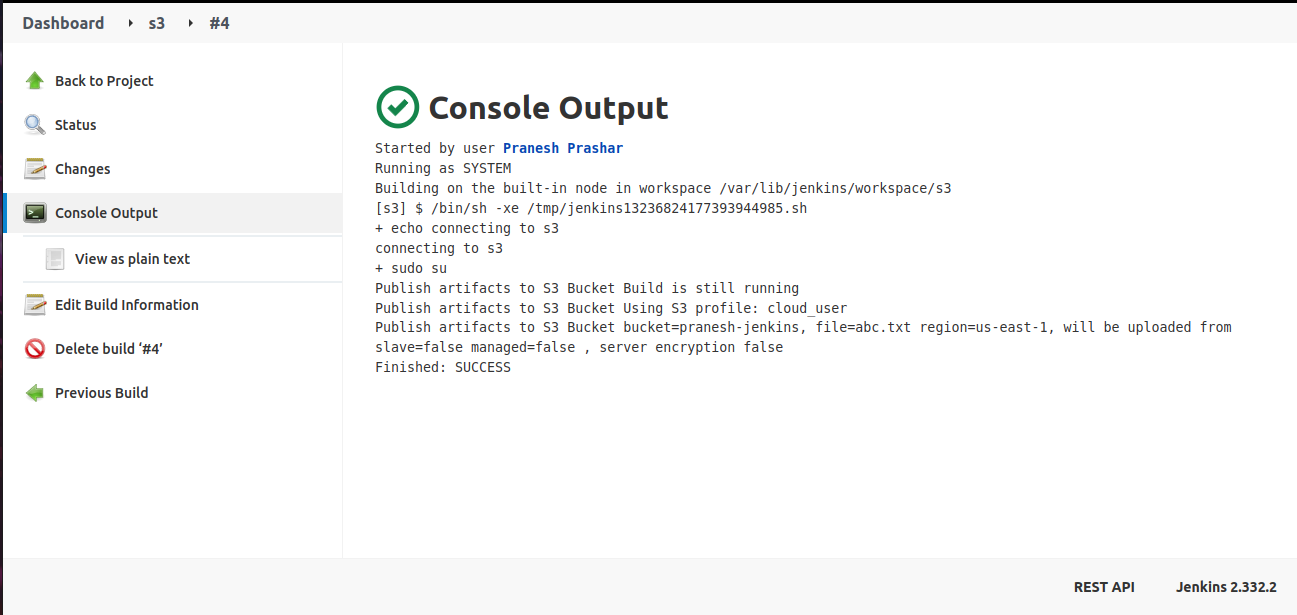 Dashboard ▸ s3 ▸ #4
Back to Project
Status
Changes
Console Output
View as plain text
Edit Build Information
Delete build ‘#4’
Previous Build
Console Output
Started by user Pranesh Prashar
Running as SYSTEM
Building on the built-in node in workspace /var/lib/jenkins/workspace/s3
[s3] $ /bin/sh -xe /tmp/jenkins13236824177393944985.sh
+ echo connecting to s3
connecting to s3
+ sudo su
Publish artifacts to S3 Bucket Build is still running
Publish artifacts to S3 Bucket Using S3 profile: cloud_user
Publish artifacts to S3 Bucket bucket=pranesh-jenkins, file=abc.txt region=us-east-1, will be uploaded from
slave=false managed=false , server encryption false
Finished: SUCCESS
REST API
Jenkins 2.332.2